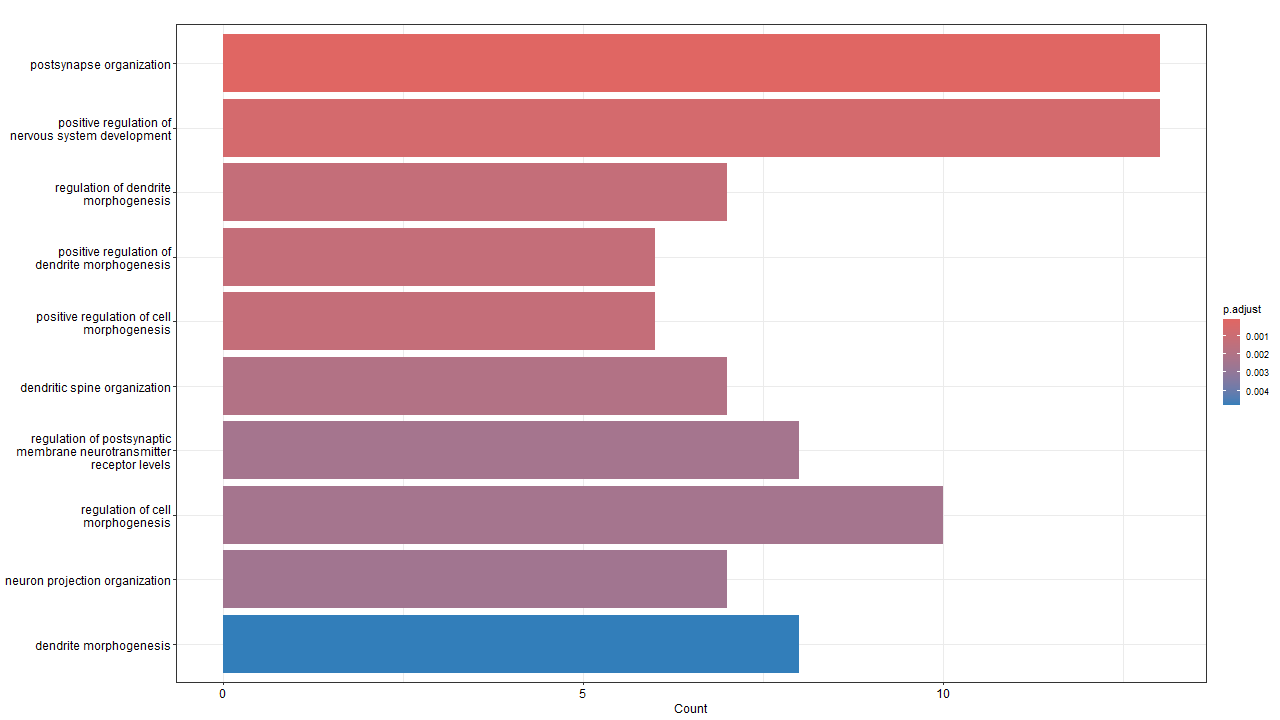 postsynapse organization
positive regulation of
nervous system development
regulation of dendrite
morphogenesis
positive regulation of
dendrite morphogenesis
positive regulation of cell
morphogenesis
dendritic spine organization
regulation of postsynaptic
membrane neurotransmitter
receptor levels
regulation of cell
morphogenesis
neuron projection organization
dendrite morphogenesis
0
5
10
Count
p.adjust
0.001
0.002
0.003
0.004